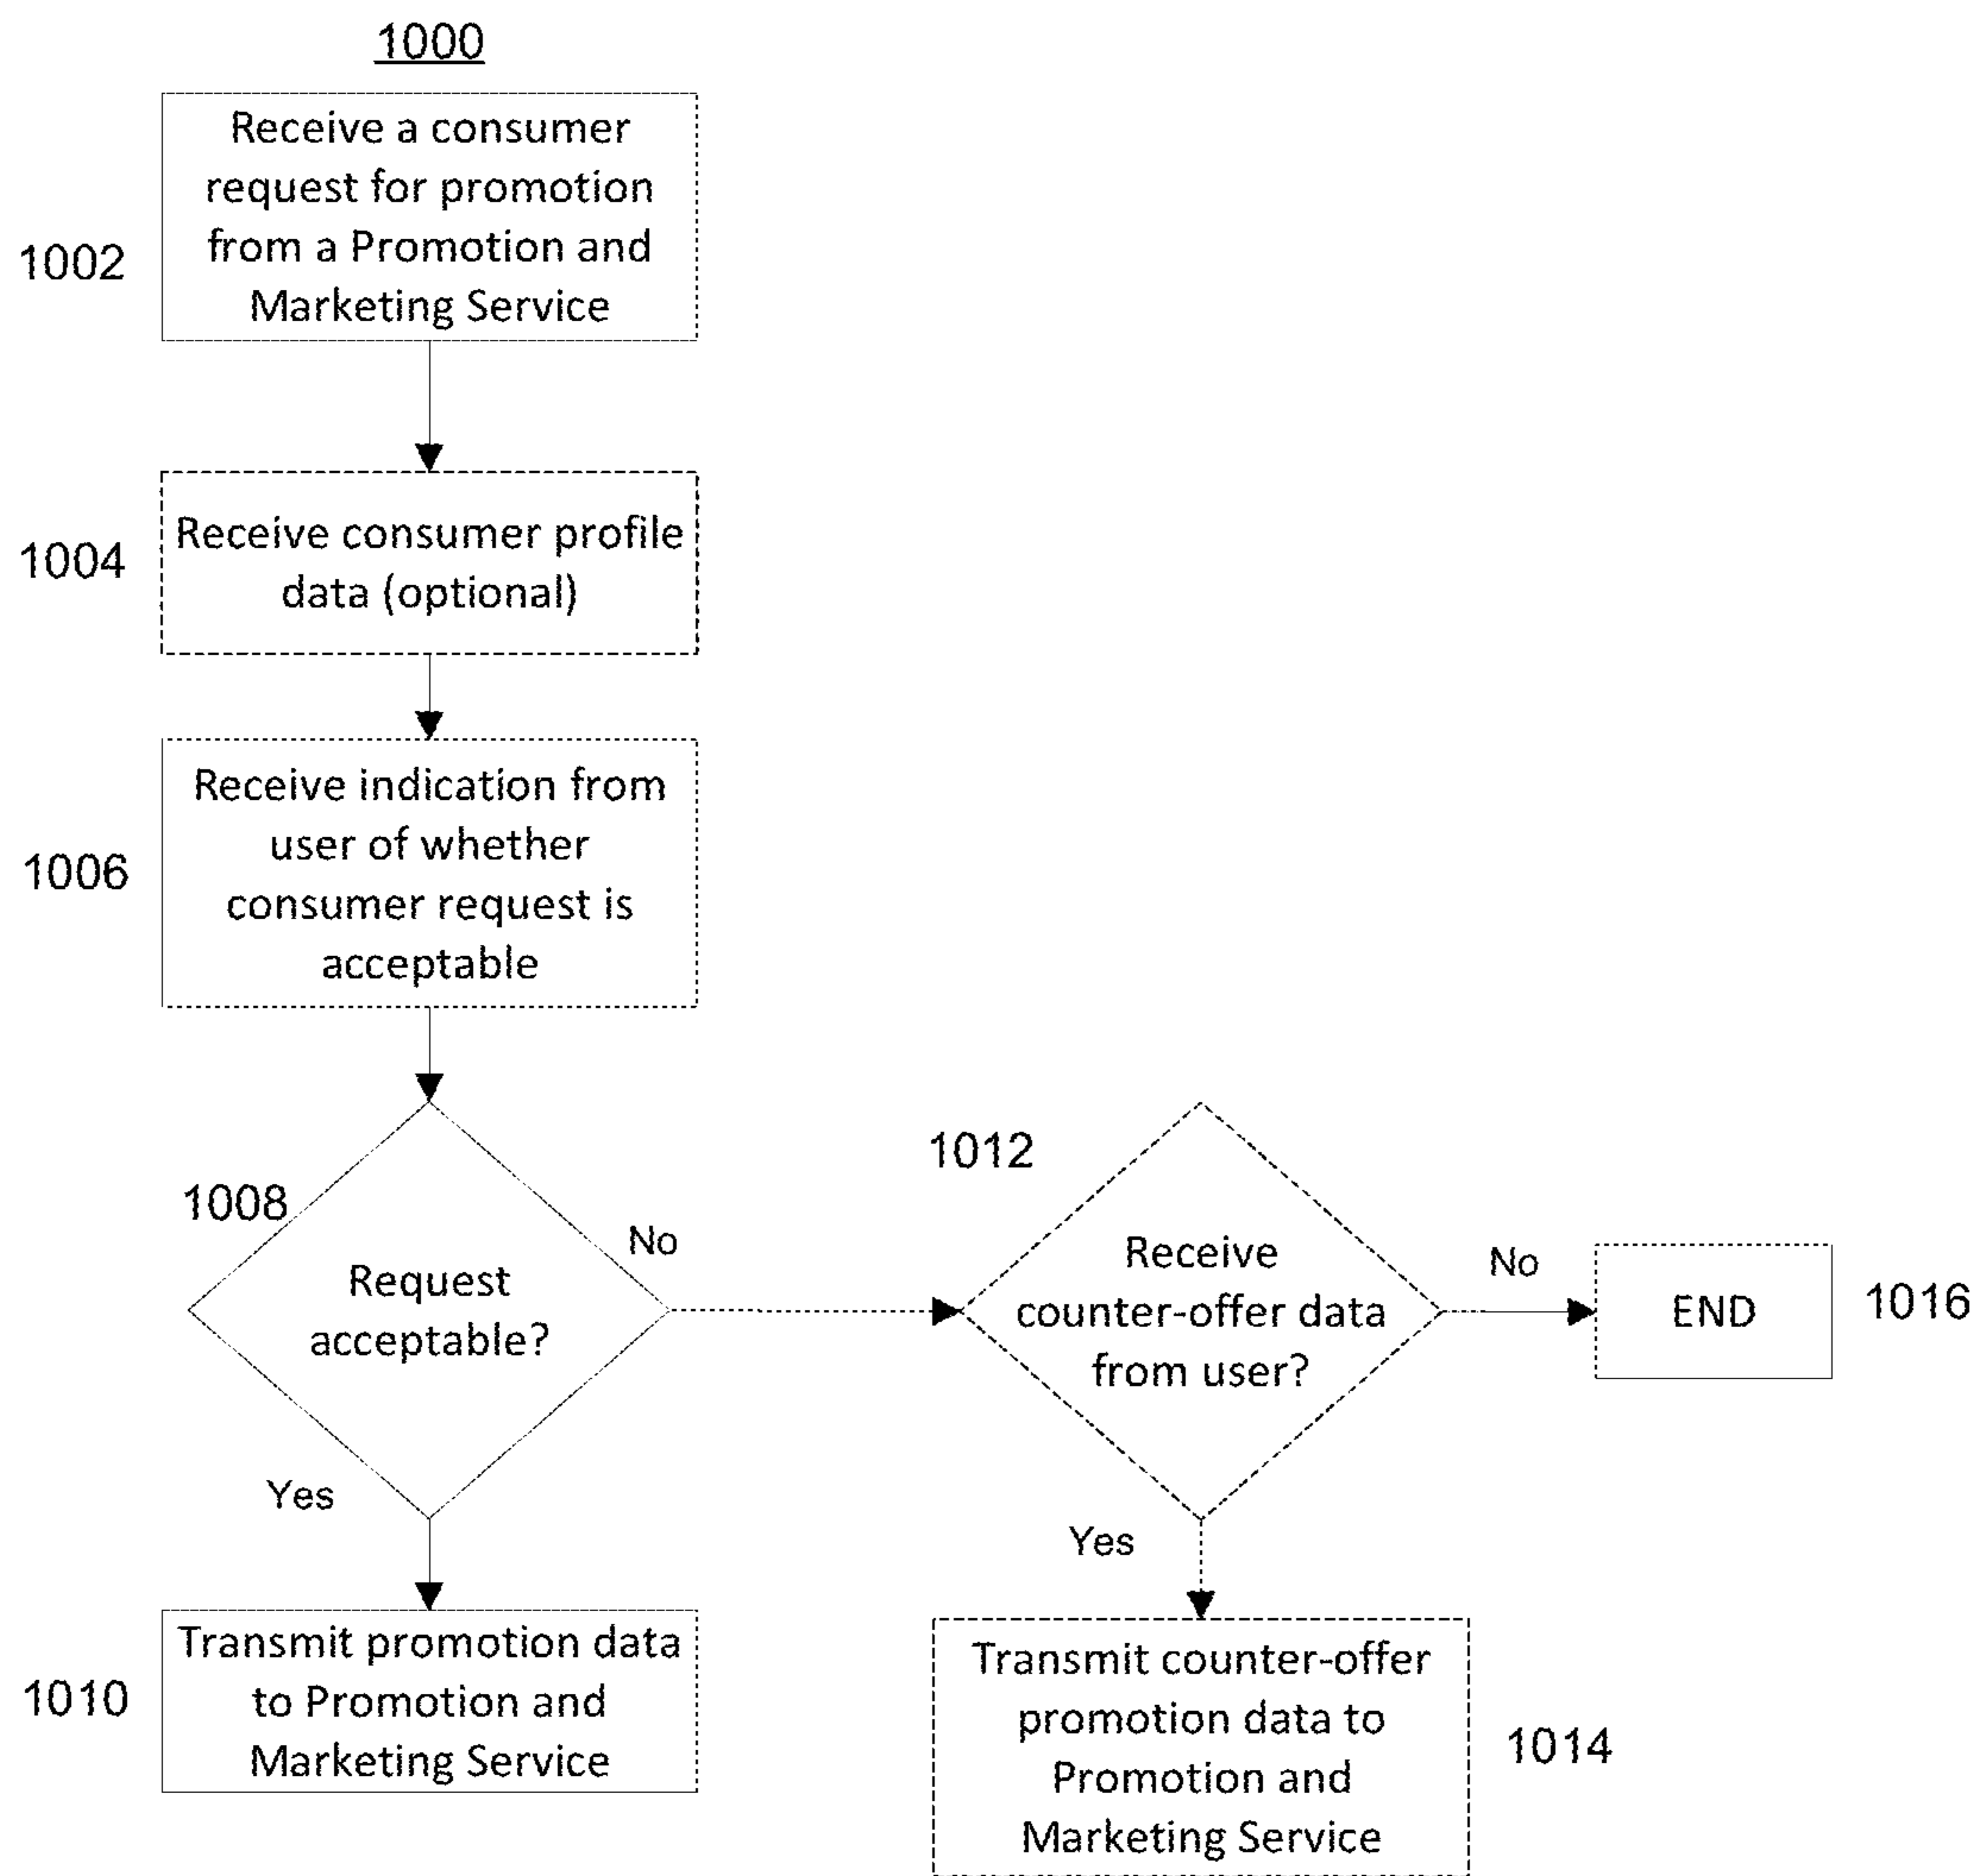 1000
Receive a consumer
request for promotion
from a Promotion and
Marketing Service
1002
Receive consumer profile
data (optional)
1004
Receive indication from
user of whether
consumer request is
acceptable
1006
1008
Request
acceptable?
No
Yes
1012
Receive
counter-offer data
from user?
No
END
1016
Yes
Transmit promotion data
to Promotion and
Marketing Service
1010
Transmit counter-offer
promotion data to
Promotion and
Marketing Service
1014